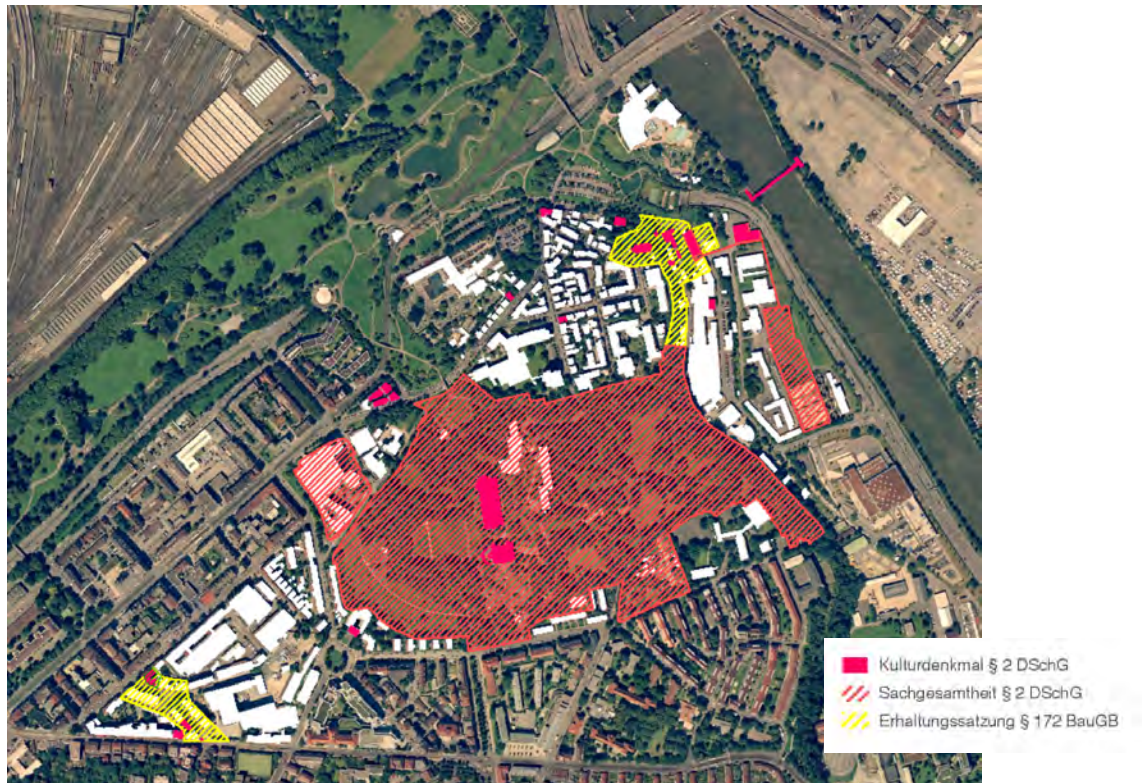 Kulturdenkmal § 2 DSchG
Sachgesamtheit § 2 DSchG
Erhaltungssatzung § 172 BauGB